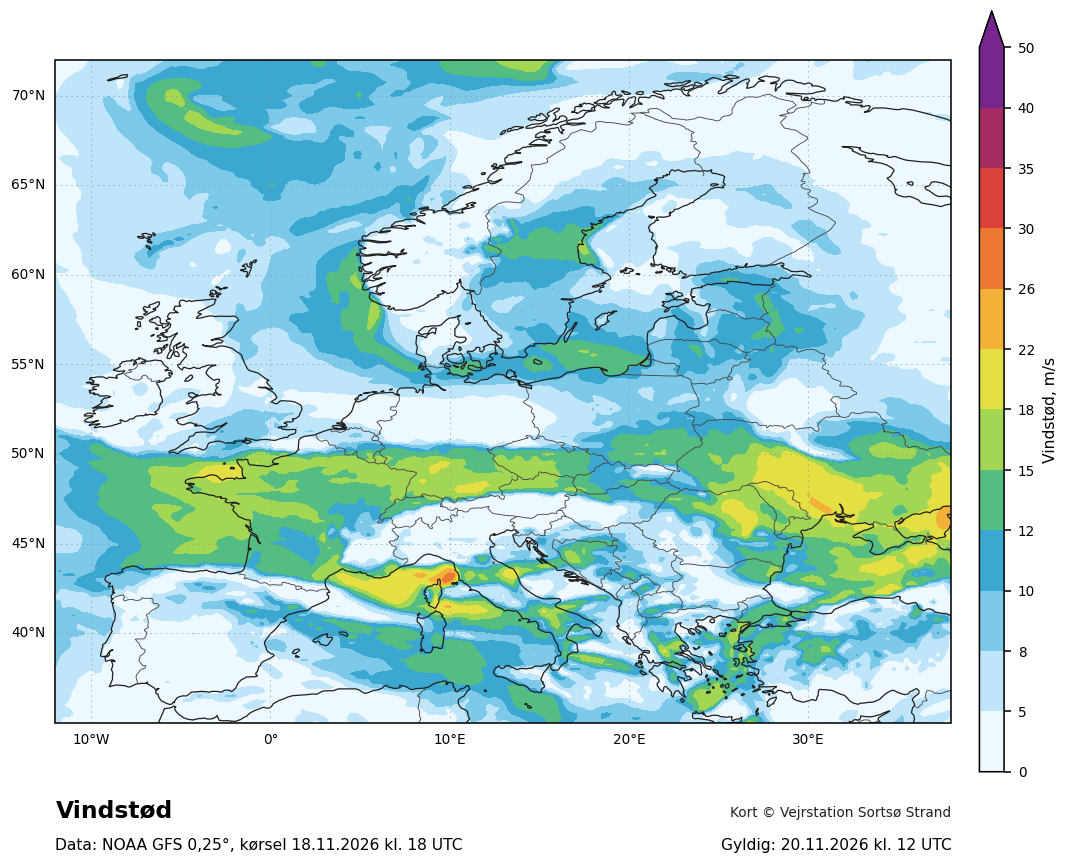 50
40
35
30
26
22
18
15
12
10
8
5
0
Vindstød, m/s
70°N
65°N
60°N
55°N
50°N
45°N
40°N
10°W
0°
10°E
20°E
30°E
Vindstød
Kort © Vejrstation Sortsø Strand
Data: NOAA GFS 0,25°, kørsel 18.11.2026 kl. 18 UTC
Gyldig: 20.11.2026 kl. 12 UTC